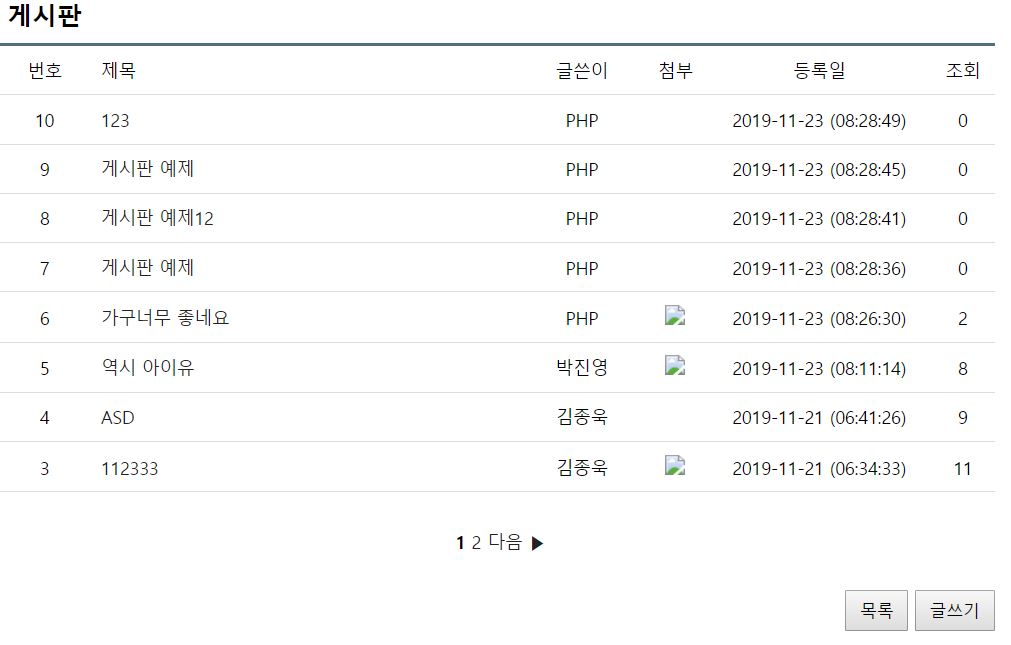 게시판
번호 제목 글쓴이 첨부 등록일 조회
10 123 PHP 2019-11-23 (08:28:49) 0
9 게시판 예제 PHP 2019-11-23 (08:28:45) 0
8 게시판 예제12 PHP 2019-11-23 (08:28:41) 0
7 게시판 예제 PHP 2019-11-23 (08:28:36) 0
6 가구너무 좋네요 PHP 2019-11-23 (08:26:30) 2
5 역시 아이유 박진영 2019-11-23 (08:11:14) 8
4 ASD 김종욱 2019-11-21 (06:41:26) 9
3 112333 김종욱 2019-11-21 (06:34:33) 11
1 2 다음 ▶
목록 글쓰기